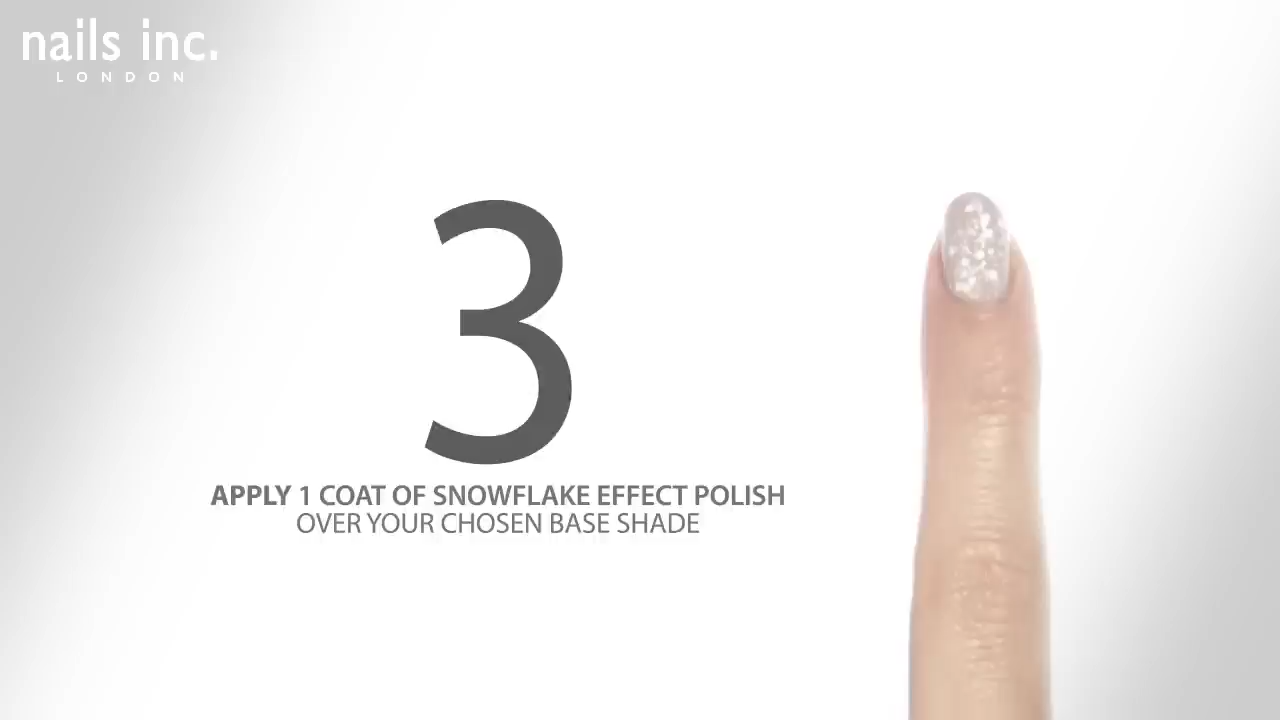 nails inc.
LONDON
3
APPLY 1 COAT OF SNOWFLAKE EFFECT POLISH
OVER YOUR CHOSEN BASE SHADE